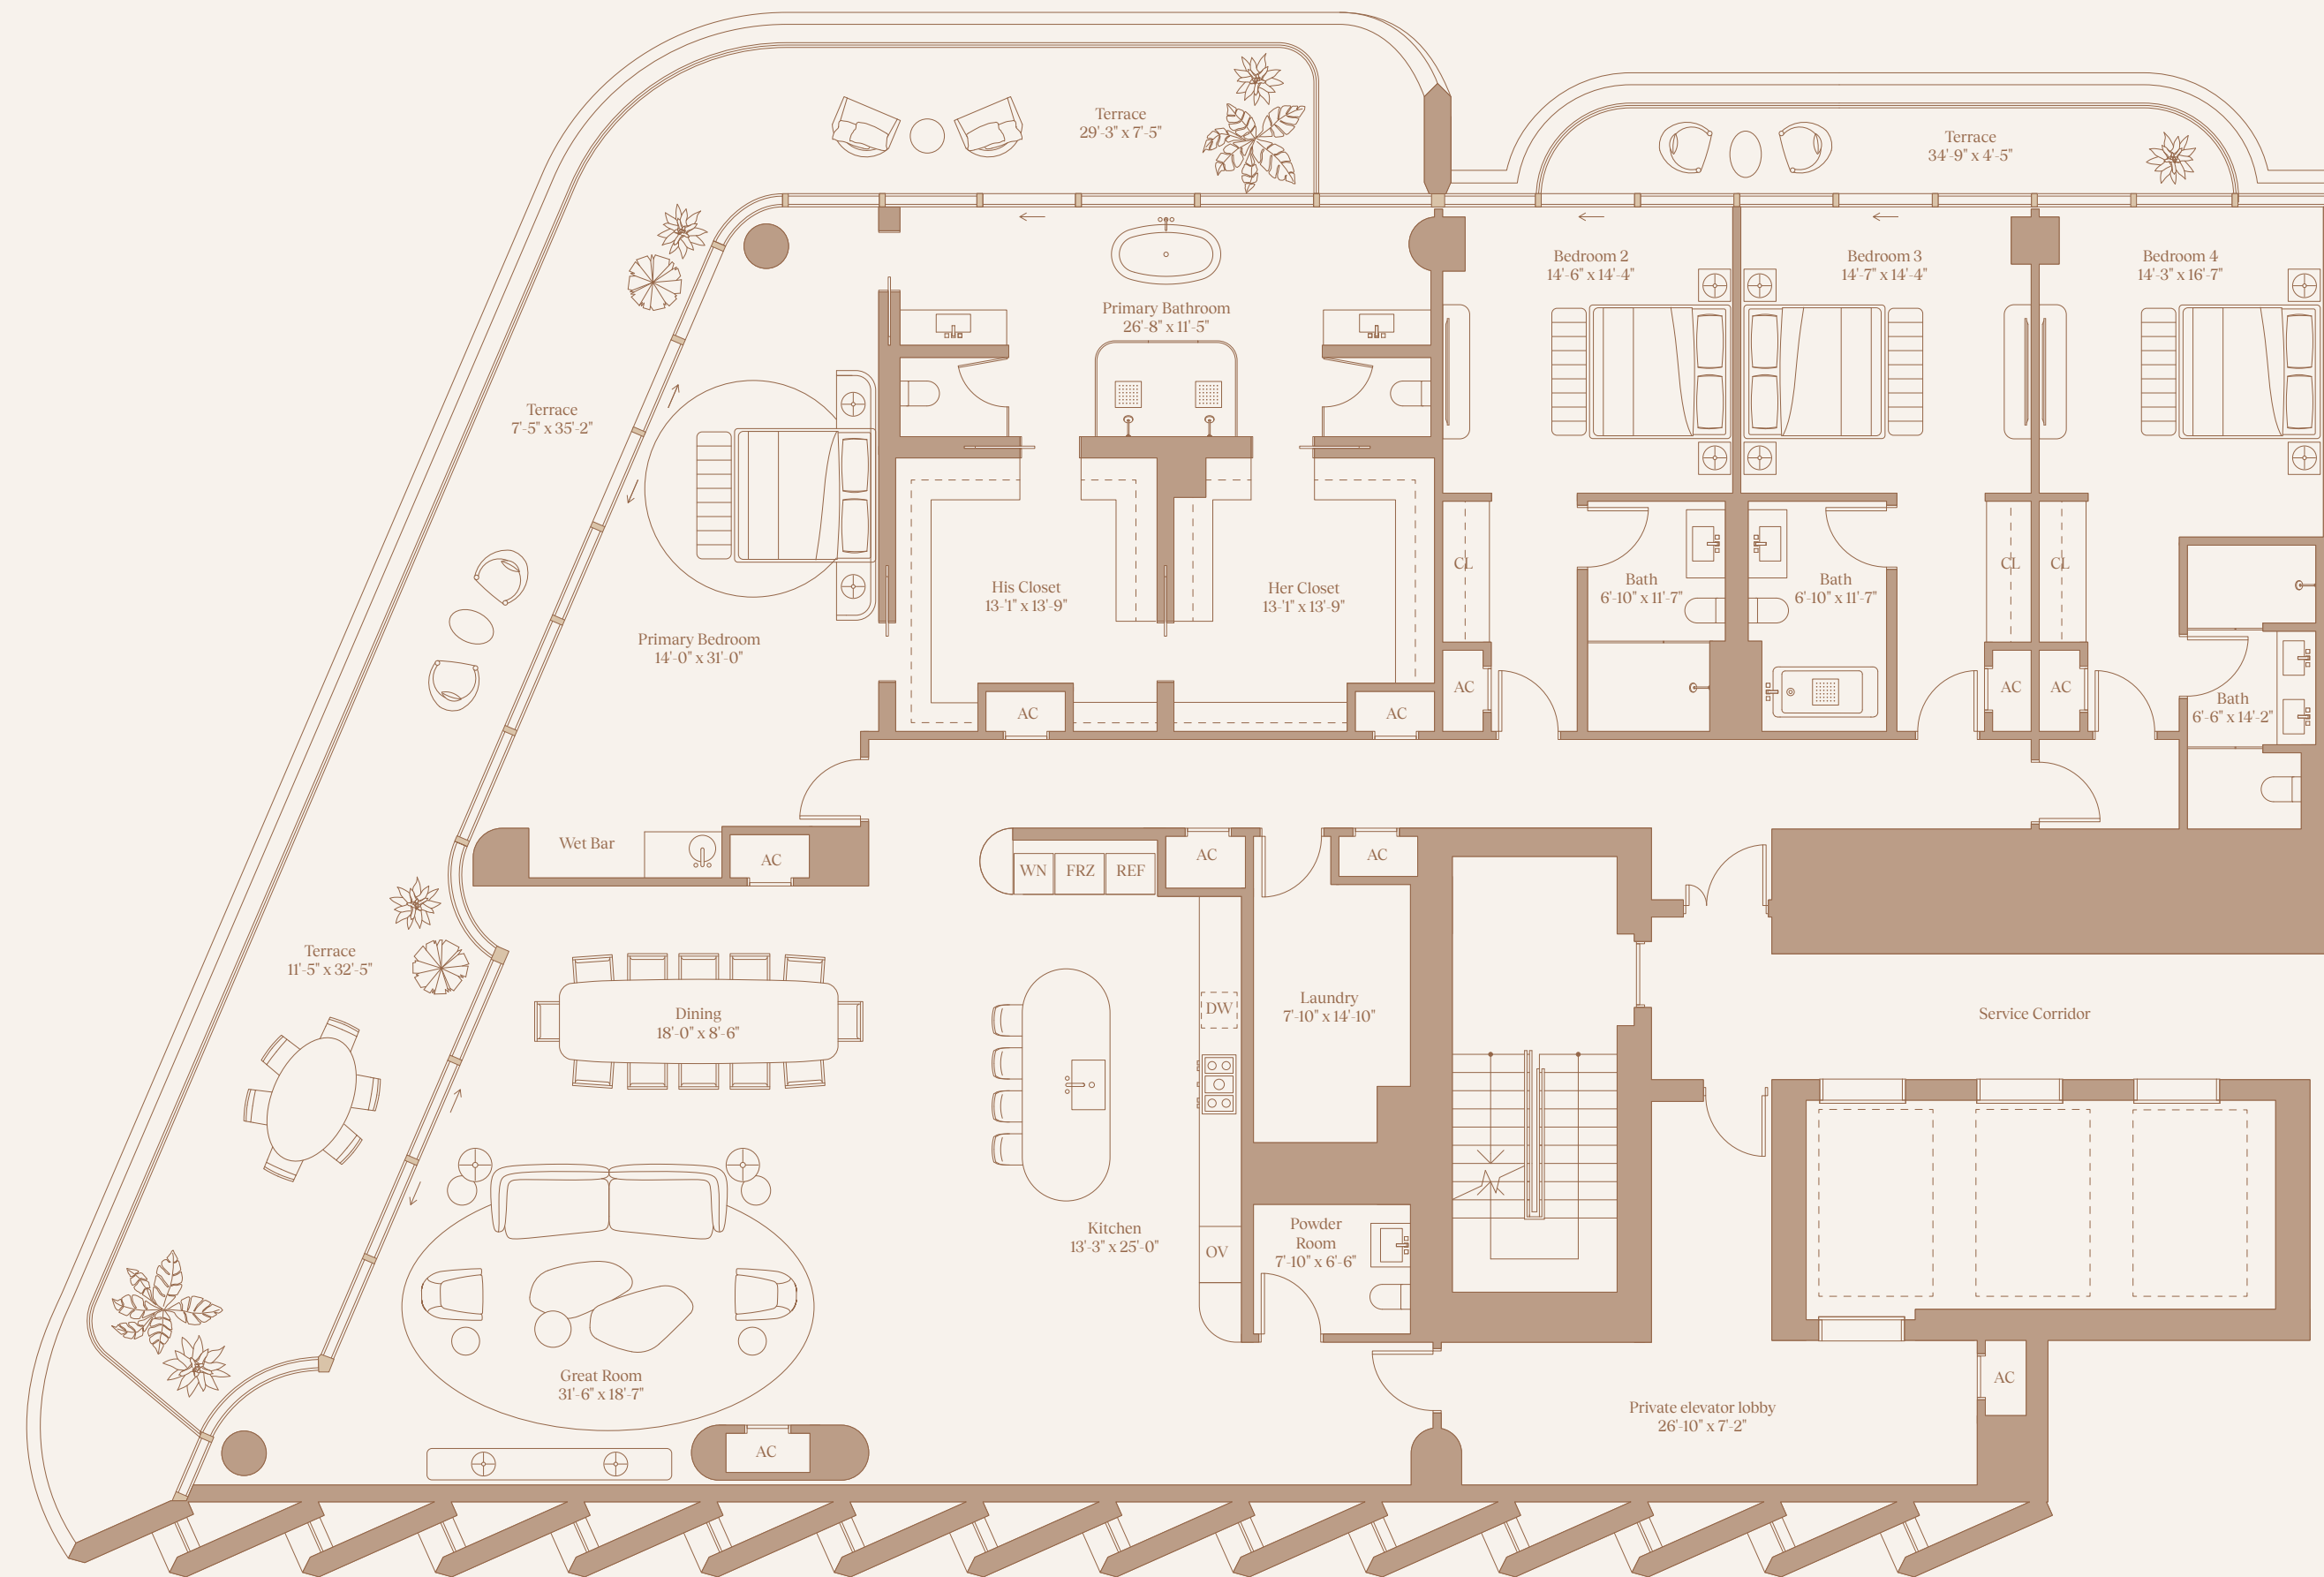 Terrace
29'-3" x 7'-5"
Terrace
34'-9" x 4'-5"
Bedroom 2
14'-6" x 14'-4"
Bedroom 3
14'-7" x 14'-4"
Bedroom 4
14'-3" x 16'-7"
Primary Bathroom
26'-8" x 11'-5"
Terrace
7'-5" x 35'-2"
CL
CL
CL
His Closet
13-'1" x 13'-9"
Her Closet
13-'1" x 13'-9"
Bath
6'-10" x 11'-7"
Bath
6'-10" x 11'-7"
Primary Bedroom
14'-0" x 31'-0"
AC
AC
AC
AC
AC
Bath
6'-6" x 14'-2"
Wet Bar
AC
WN
FRZ
REF
AC
AC
Terrace
11'-5" x 32'-5"
Dining
18'-0" x 8'-6"
DW
Laundry
7'-10" x 14'-10"
Service Corridor
Kitchen
13'-3" x 25'-0"
OV
Powder
Room
7'-10" x 6'-6"
Great Room
31'-6" x 18'-7"
AC
AC
Private elevator lobby
26'-10" x 7'-2"